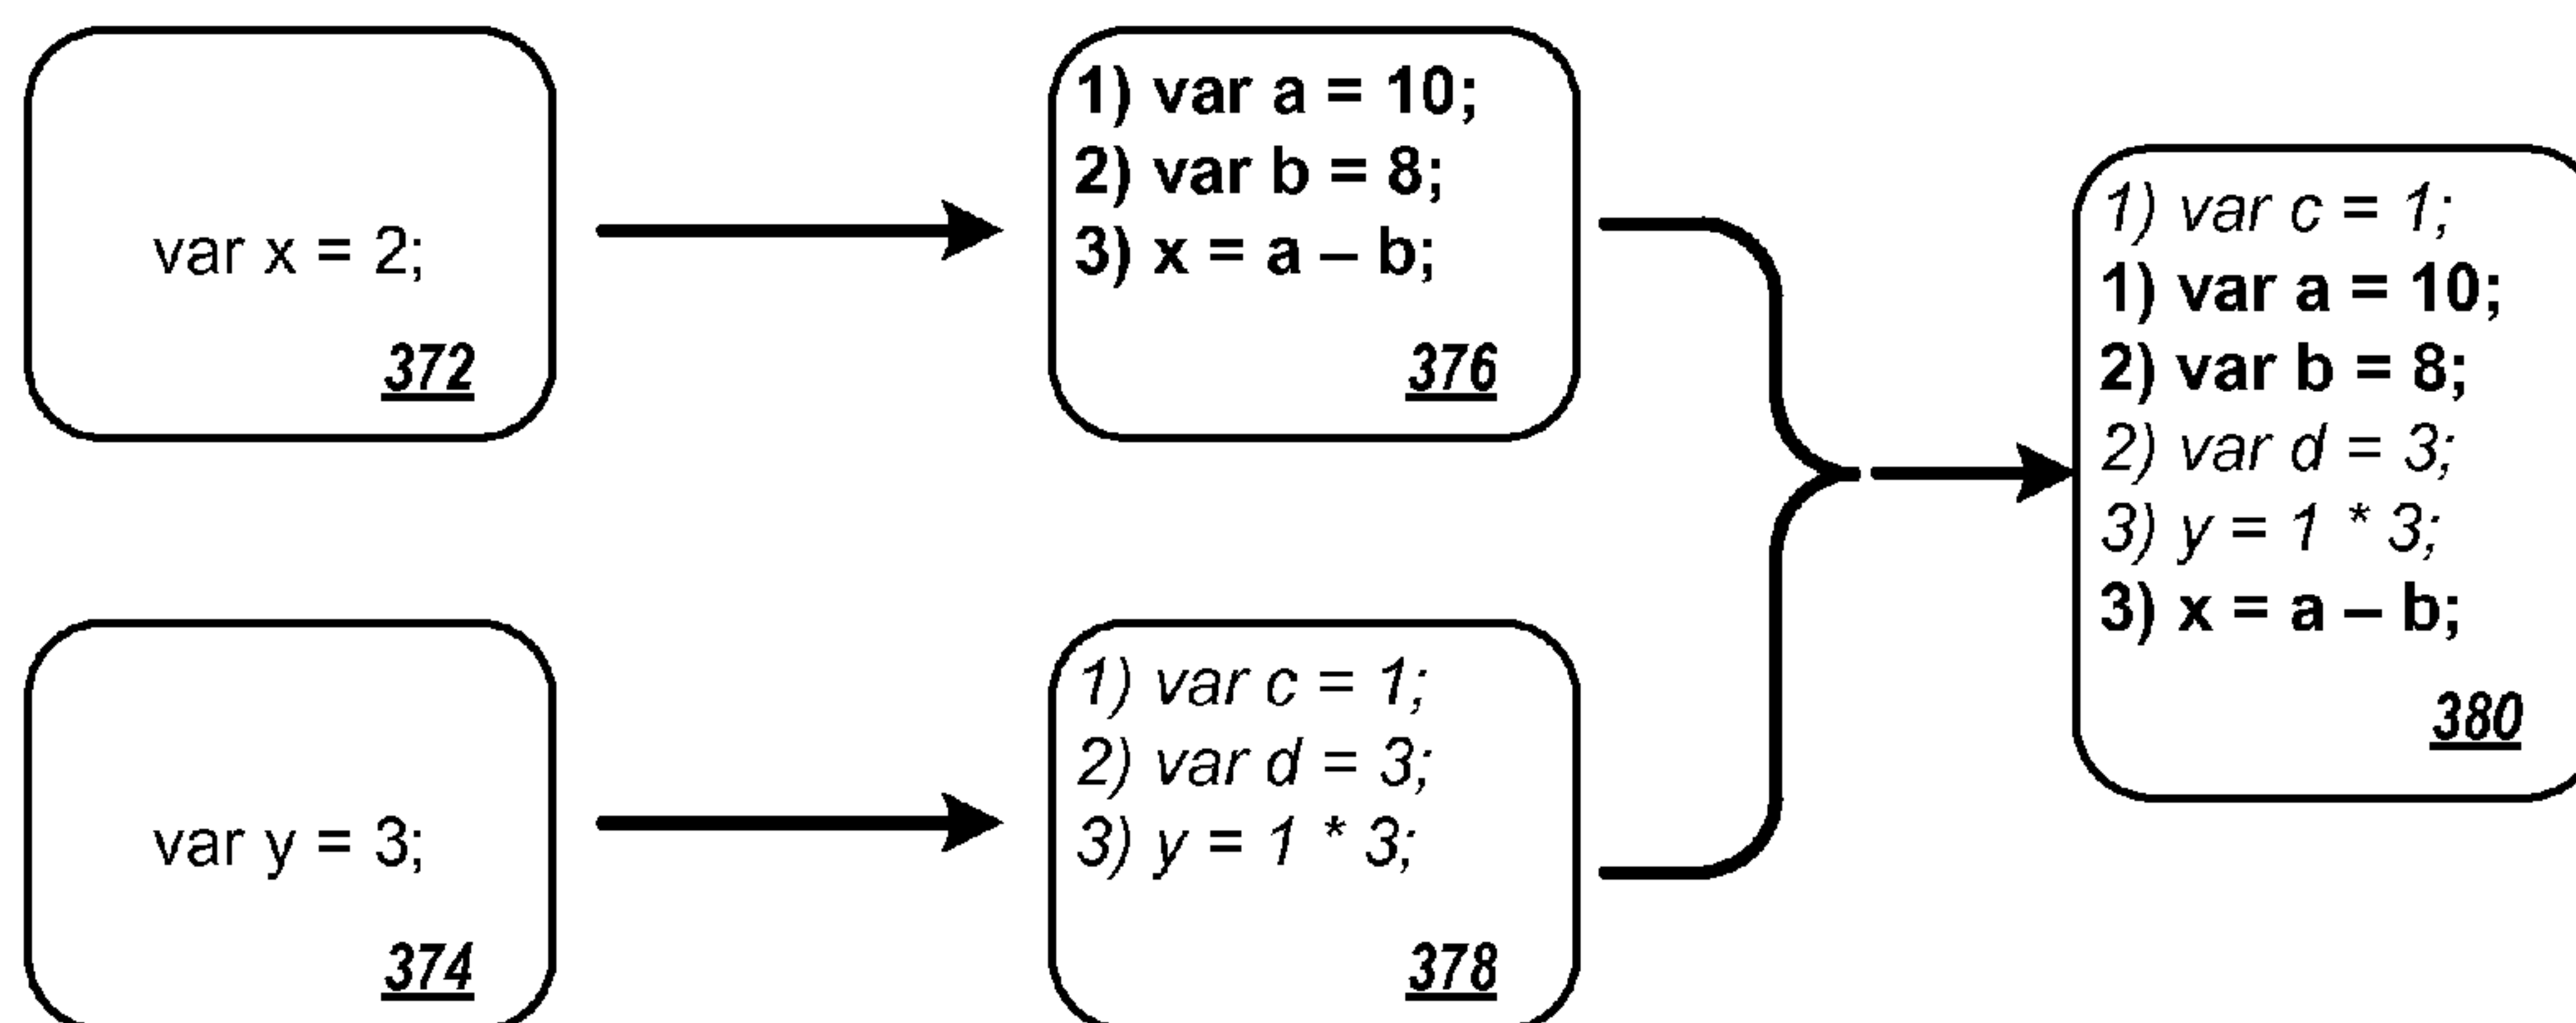 var x = 2;
372
1) var a = 10;
2) var b = 8;
3) x = a – b;
376
var y = 3;
374
1) var c = 1;
2) var d = 3;
3) y = 1 * 3;
378
1) var c = 1;
1) var a = 10;
2) var b = 8;
2) var d = 3;
3) y = 1 * 3;
3) x = a – b;
380